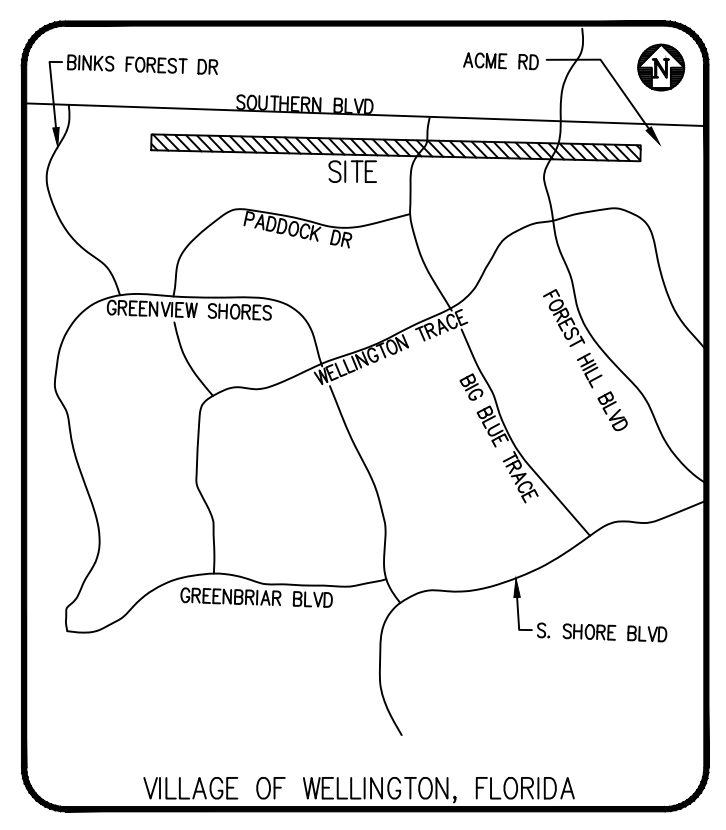 BINKS FOREST DR
ACME RD
N
SOUTHERN BLVD
SITE
PADDOCK DR
GREENVIEW SHORES
WELLINGTON TRACE
FOREST HILL BLVD
BIG BLUE TRACE
GREENBRIAR BLVD
S. SHORE BLVD
VILLAGE OF WELLINGTON, FLORIDA